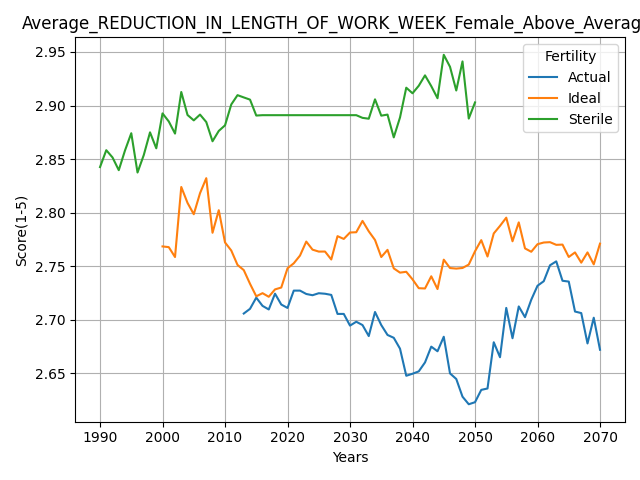 Average_REDUCTION_IN_LENGTH_OF_WORK_WEEK_Female_Above_Averag
Fertility
Actual
Ideal
Sterile
Score(1-5)
2.95
2.90
2.85
2.80
2.75
2.70
2.65
1990 2000 2010 2020 2030 2040 2050 2060 2070
Years